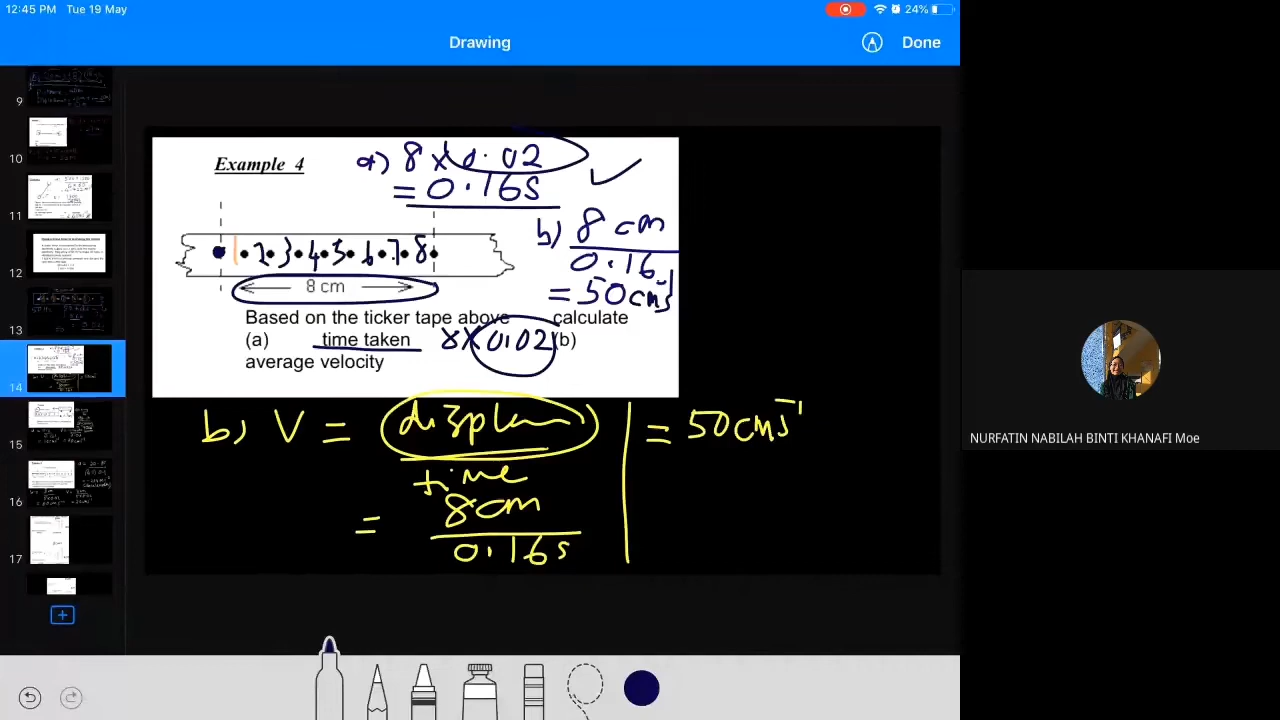 12:45 PM Tue 19 May
24%
Drawing
Done
9
10
11
12
13
14
15
16
17
Example 4
a) 8 x 0.02
= 0.16s
b) 8 cm
0.16
= 50cms⁻¹
1 2 3 4 5 6 7 8
8 cm
Based on the ticker tape above calculate
(a) time taken 8x 0.02 (b)
average velocity
b) V =
time
= 50cms⁻¹
= 8cm
0.16s
NURFATIN NABILAH BINTI KHANAFI Moe